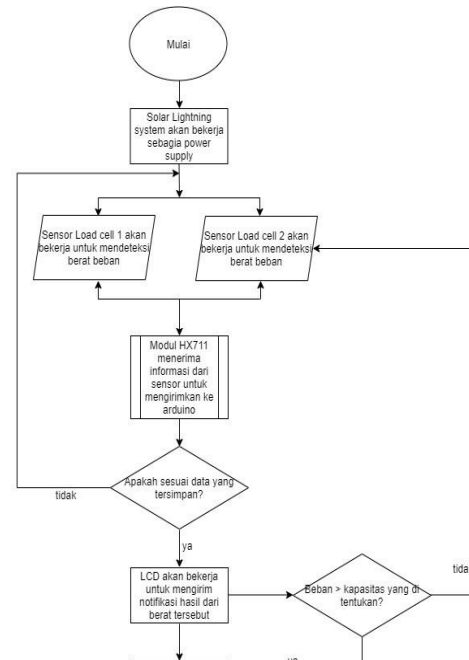 Mulai
Solar Lightning
system akan bekerja
sebagia power
supply
Sensor Load cell 1 akan
bekerja untuk mendeteksi
berat beban
Sensor Load cell 2 akan
bekerja untuk mendeteksi
berat beban
Modul HX711
menerima
informasi dari
sensor untuk
mengirimkan ke
arduino
Apakah sesuai data yang
tersimpan?
tidak
ya
LCD akan bekerja
untuk mengirim
notifikasi hasil dari
berat tersebut
Beban > kapasitas yang di
tentukan?